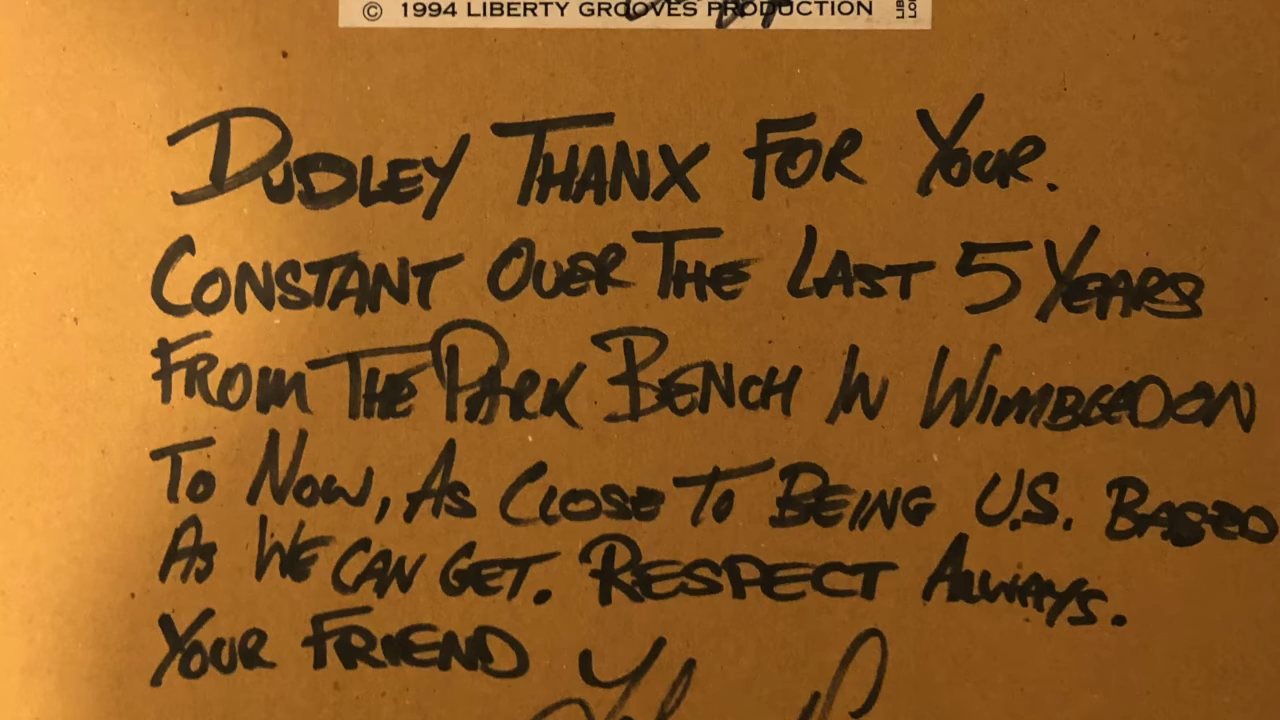 © 1994 LIBERTY GROOVES PRODUCTION
DUDLEY THANX FOR YOUR.
CONSTANT OVER THE LAST 5 YEARS
FROM THE PARK BENCH IN WIMBLEDON
TO NOW, AS CLOSE TO BEING U.S. BASED
AS WE CAN GET. RESPECT ALWAYS.
YOUR FRIEND